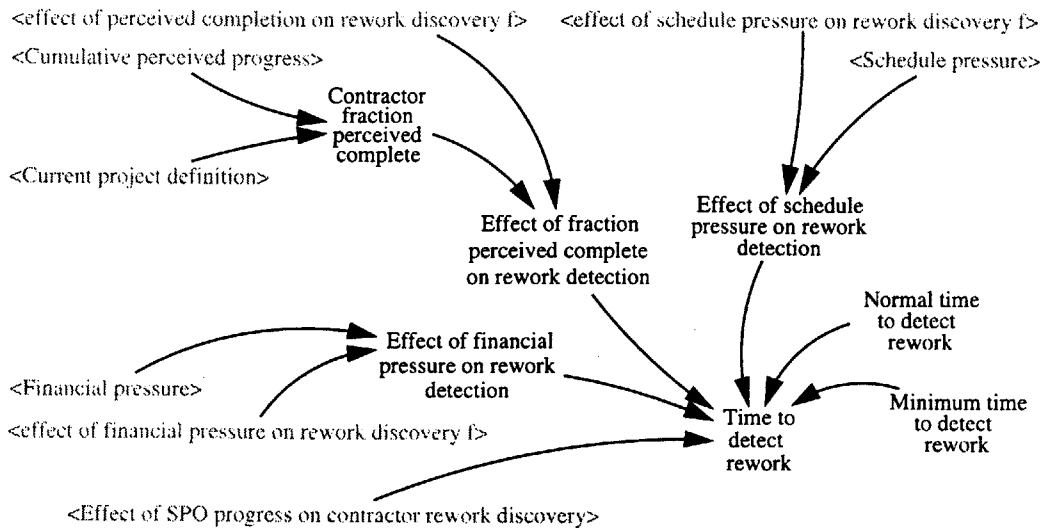 <effect of perceived completion on rework discovery f>
<effect of schedule pressure on rework discovery f>
<Cumulative perceived progress>
<Schedule pressure>
Contractor
fraction
perceived
complete
<Current project definition>
Effect of fraction
perceived complete
on rework detection
Effect of schedule
pressure on rework
detection
Normal time
to detect
rework
Effect of financial
pressure on rework
detection
<Financial pressure>
Minimum time
to detect
rework
Time to
detect
rework
<effect of financial pressure on rework discovery f>
<Effect of SPO progress on contractor rework discovery>